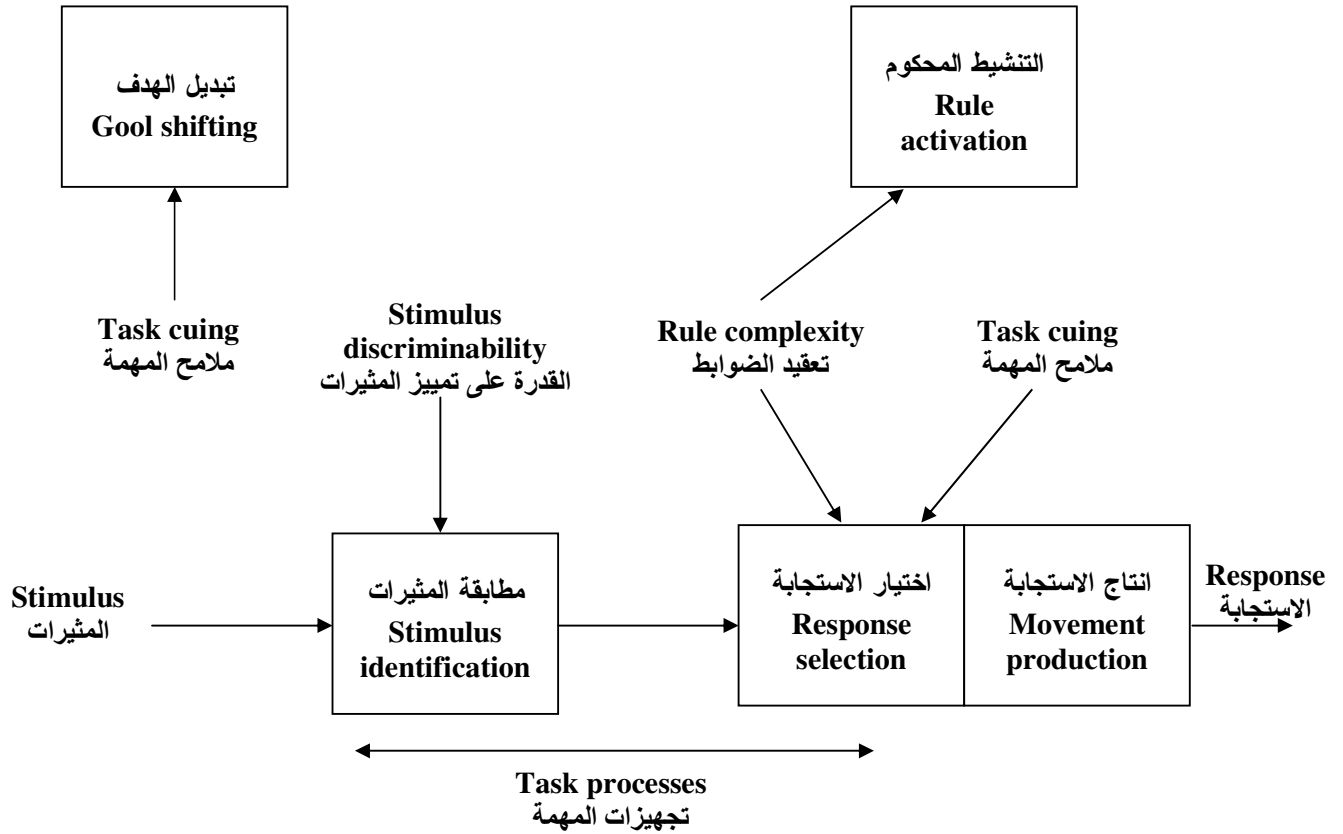 تبديل الهدف
Gool shifting
التنشيط المحكوم
Rule
activation
Task cuing
ملامح المهمة
Stimulus
discriminability
القدرة على تمييز المثيرات
Rule complexity
تعقيد الضوابط
Task cuing
ملامح المهمة
Stimulus
المثيرات
مطابقة المثيرات
Stimulus
identification
اختيار الاستجابة
Response
selection
انتاج الاستجابة
Movement
production
Response
الاستجابة
Task processes
تجهيزات المهمة